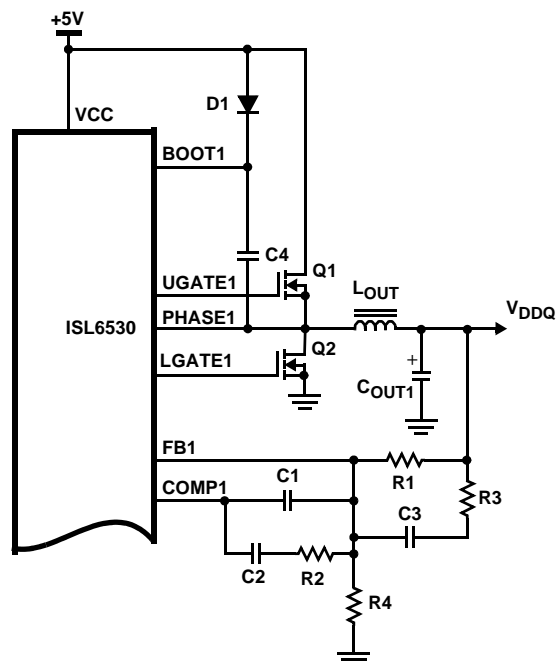 +5V
VCC
D1
BOOT1
C4
Q1
UGATE1
LOUT
VDDQ
ISL6530
PHASE1
Q2
LGATE1
+
COUT1
FB1
R1
COMP1
C1
R3
C3
C2
R2
R4